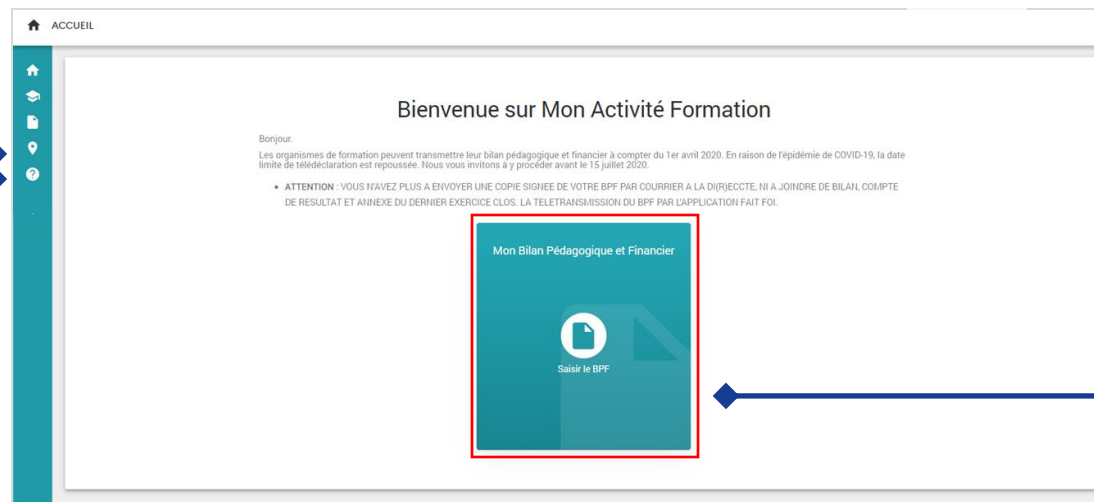 ACCUEIL
Bienvenue sur Mon Activité Formation
Bonjour.
Les organismes de formation peuvent transmettre leur bilan pédagogique et financier à compter du 1er avril 2020. En raison de l'épidémie de COVID-19, la date
limite de télédéclaration est repoussée. Nous vous invitons à y procéder avant le 15 juillet 2020.
• ATTENTION : VOUS N'AVEZ PLUS A ENVOYER UNE COPIE SIGNEE DE VOTRE BPF PAR COURRIER A LA DI(R)ECCTE, NI A JOINDRE DE BILAN, COMPTE
DE RESULTAT ET ANNEXE DU DERNIER EXERCICE CLOS. LA TELETRANSMISSION DU BPF PAR L'APPLICATION FAIT FOI.
Mon Bilan Pédagogique et Financier
Saisir le BPF